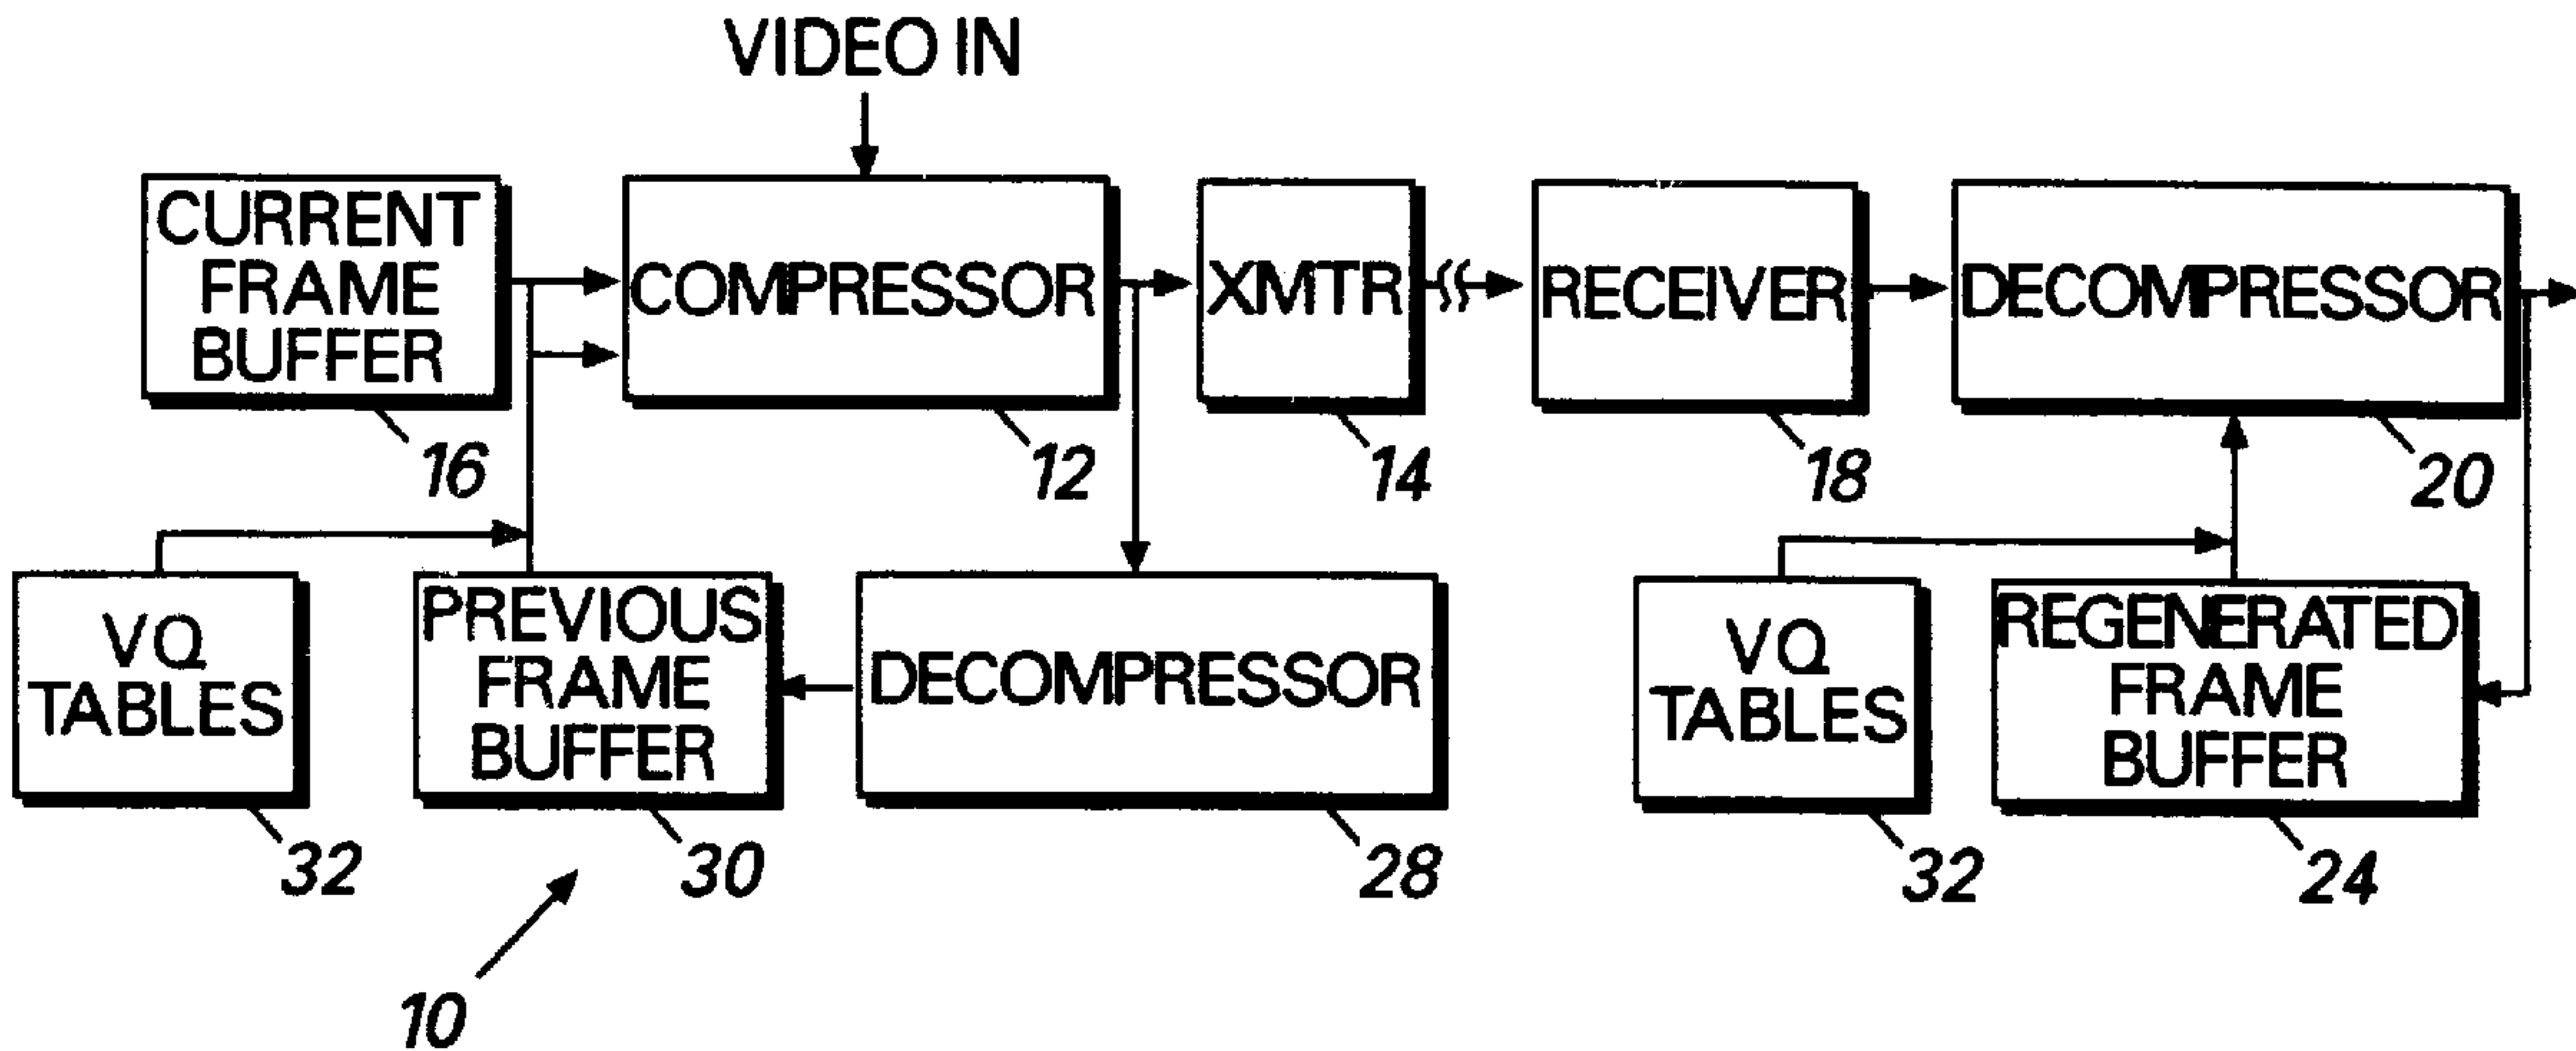 VIDEO IN
CURRENT
FRAME
BUFFER
16
COMPRESSOR
12
XMTR
14
RECEIVER
18
DECOMPRESSOR
20
VQ
TABLES
32
PREVIOUS
FRAME
BUFFER
30
DECOMPRESSOR
28
VQ
TABLES
32
REGENERATED
FRAME
BUFFER
24
10